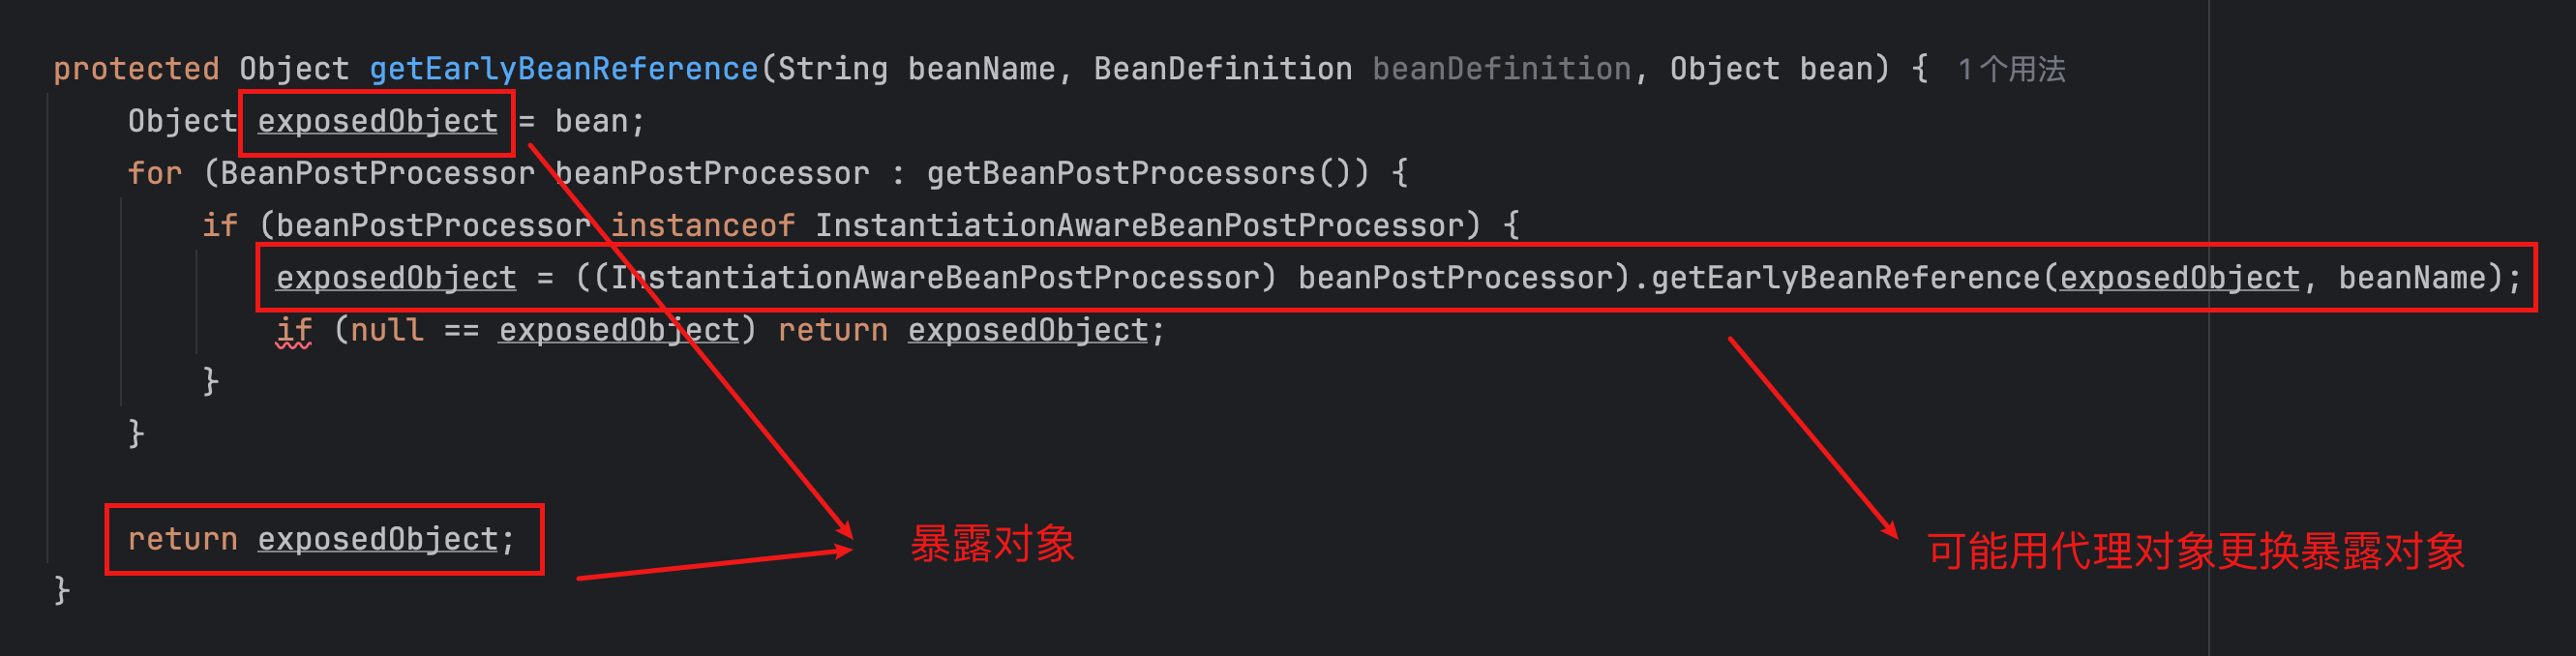 protected Object getEarlyBeanReference(String beanName, BeanDefinition beanDefinition, Object bean) { 1个用法
Object exposedObject = bean;
for (BeanPostProcessor beanPostProcessor : getBeanPostProcessors()) {
if (beanPostProcessor instanceof InstantiationAwareBeanPostProcessor) {
exposedObject = ((InstantiationAwareBeanPostProcessor) beanPostProcessor).getEarlyBeanReference(exposedObject, beanName);
if (null == exposedObject) return exposedObject;
}
}
return exposedObject;
}
暴露对象
可能用代理对象更换暴露对象